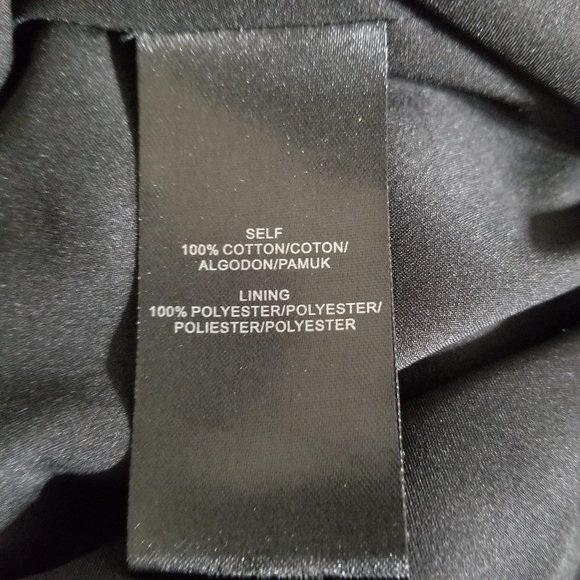 SELF
100% COTTON/COTON/
ALGODON/PAMUK
LINING
100% POLYESTER/POLYESTER/
POLIESTER/POLYESTER